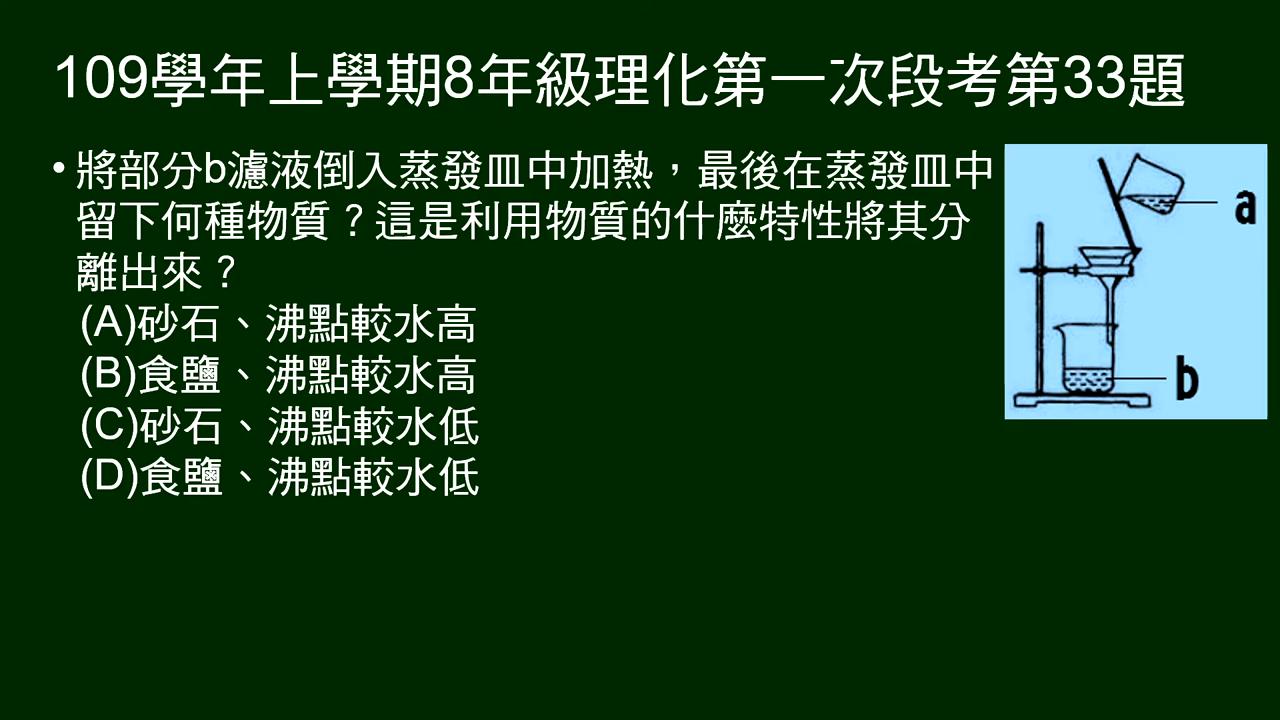 109學年上學期8年級理化第一次段考第33題
•將部分b濾液倒入蒸發皿中加熱，最後在蒸發皿中
留下何種物質？這是利用物質的什麼特性將其分
離出來？
(A)砂石、沸點較水高
(B)食鹽、沸點較水高
(C)砂石、沸點較水低
(D)食鹽、沸點較水低
a
b